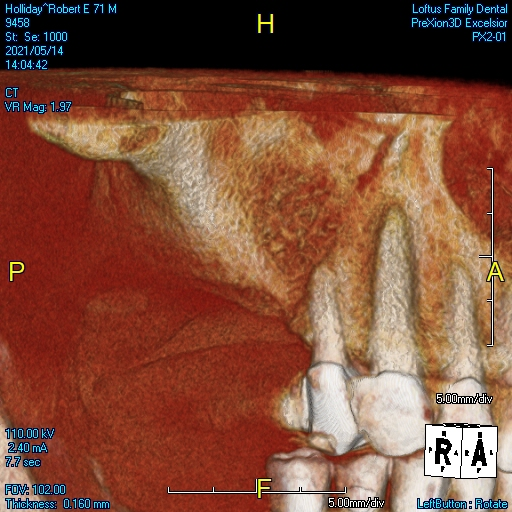 Holliday^Robert E 71 M
9458
St: Se: 1000
2021/05/14
14:04:42
CT
VR Mag: 1.97
H
Loftus Family Dental
PreXion3D Excelsior
PX2-01
P
A
5.00mm/div
R A
110.00 kV
2.40 mA
7.7 sec
FOV: 102.00
Thickness: 0.160 mm
F
5.00mm/div
LeftButton : Rotate